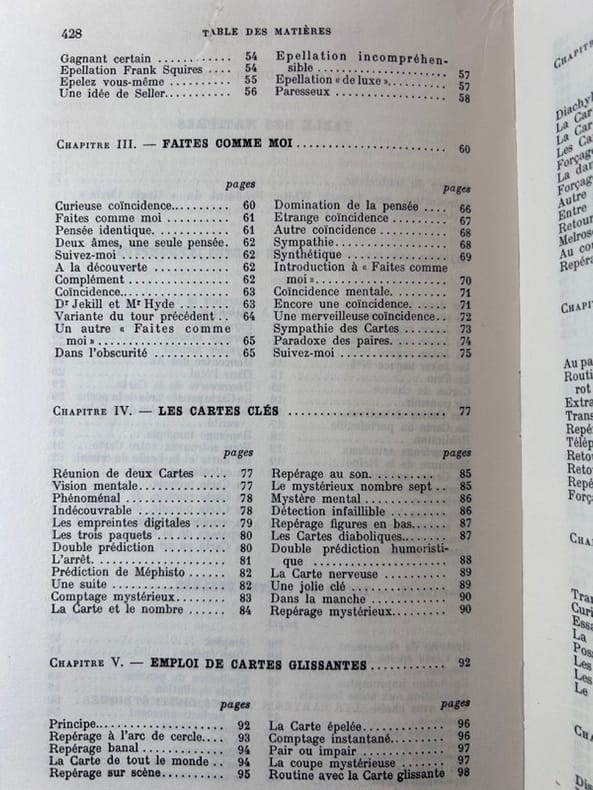 428
TABLE DES MATIÈRES
Gagnant certain ............ 54
Epellation Frank Squires .... 54
Epelez vous-même .......... 55
Une idée de Seller........... 56
Epellation incompréhen-
sible .................... 57
Epellation « de luxe »......... 57
Paresseux .................. 58
CHAPITRE III. — FAITES COMME MOI...................... 60
pages
Curieuse coïncidence......... 60
Faites comme moi .......... 61
Pensée identique............ 61
Deux âmes, une seule pensée. 62
Suivez-moi ................. 62
A la découverte ............ 62
Complément ............... 62
Coïncidence................ 63
Dr Jekill et Mr Hyde ....... 63
Variante du tour précédent .. 64
Un autre « Faites comme
moi » ..................... 65
Dans l'obscurité ............ 65
pages
Domination de la pensée .... 66
Etrange coïncidence ........ 67
Autre coïncidence .......... 68
Sympathie.................. 68
Synthétique ................ 69
Introduction à « Faites comme
moi »..................... 70
Coïncidence mentale......... 71
Encore une coïncidence...... 71
Une merveilleuse coïncidence.. 72
Sympathie des Cartes ....... 73
Paradoxe des paires.......... 74
Suivez-moi ................. 75
CHAPITRE IV. — LES CARTES CLÉS ...................... 77
pages
Réunion de deux Cartes .... 77
Vision mentale.............. 77
Phénoménal ............... 78
Indécouvrable .............. 78
Les empreintes digitales ..... 79
Les trois paquets ........... 80
Double prédiction .......... 80
L'arrêt..................... 81
Prédiction de Méphisto ...... 82
Une suite .................. 82
Comptage mystérieux........ 83
La Carte et le nombre ...... 84
pages
Repérage au son............ 85
Le mystérieux nombre sept .. 85
Mystère mental ............. 86
Détection infaillible ......... 86
Repérage figures en bas...... 87
Les Cartes diaboliques....... 87
Double prédiction humoristi-
que ..................... 88
La Carte nerveuse .......... 89
Une jolie clé ............... 89
Dans la manche ............ 90
Repérage mystérieux........ 90
CHAPITRE V. — EMPLOI DE CARTES GLISSANTES ............ 92
pages
Principe.................... 92
Repérage à l'arc de cercle.... 93
Repérage banal ............. 94
La Carte de tout le monde .. 94
Repérage sur scène.......... 95
pages
La Carte épelée............. 96
Comptage instantané........ 96
Pair ou impair ............. 97
La coupe mystérieuse ....... 97
Routine avec la Carte glissante 98